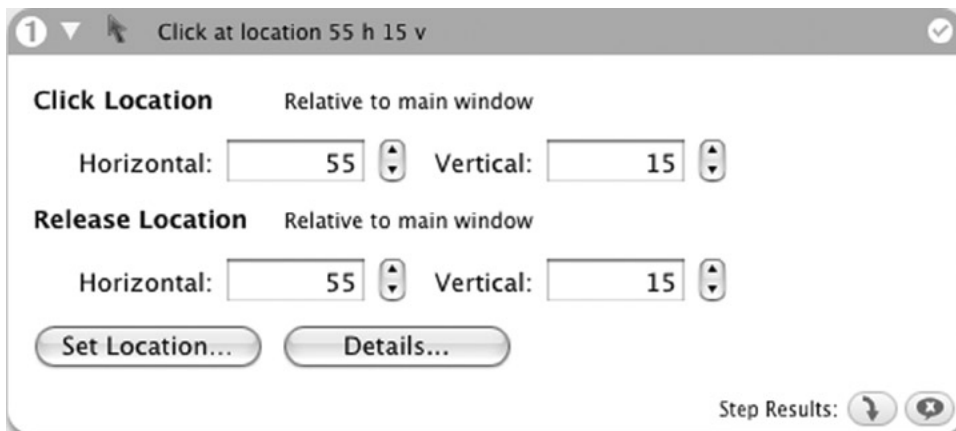 1 Click at location 55 h 15 v
Click Location Relative to main window
Horizontal: 55 Vertical: 15
Release Location Relative to main window
Horizontal: 55 Vertical: 15
Set Location... Details...
Step Results: